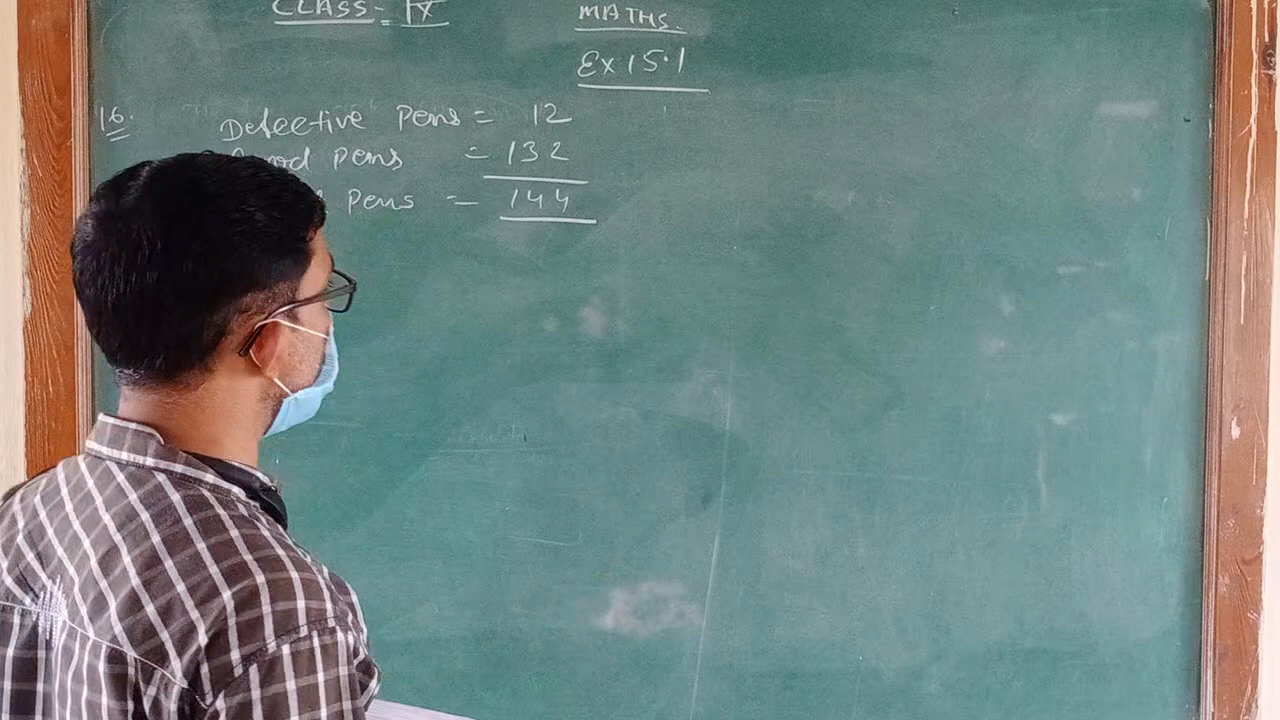 CLASS- IX
MATHS.
Ex 15.1
16.
Defective Pens = 12
pens = 132
pens = 144